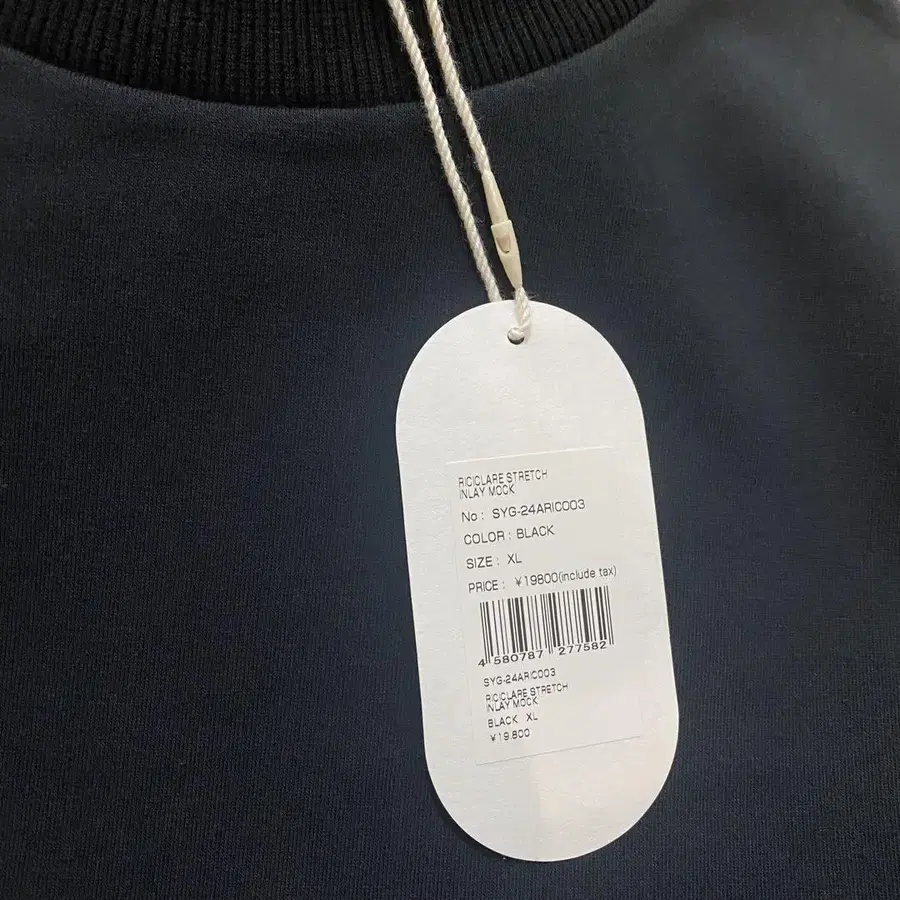 RICICLARE STRETCH
INLAY MOCK
No : SYG-24ARIC003
COLOR : BLACK
SIZE : XL
PRICE : ¥19800(include tax)
4 580787 277582
SYG-24ARIC003
RICICLARE STRETCH
INLAY MOCK
BLACK XL
¥19,800